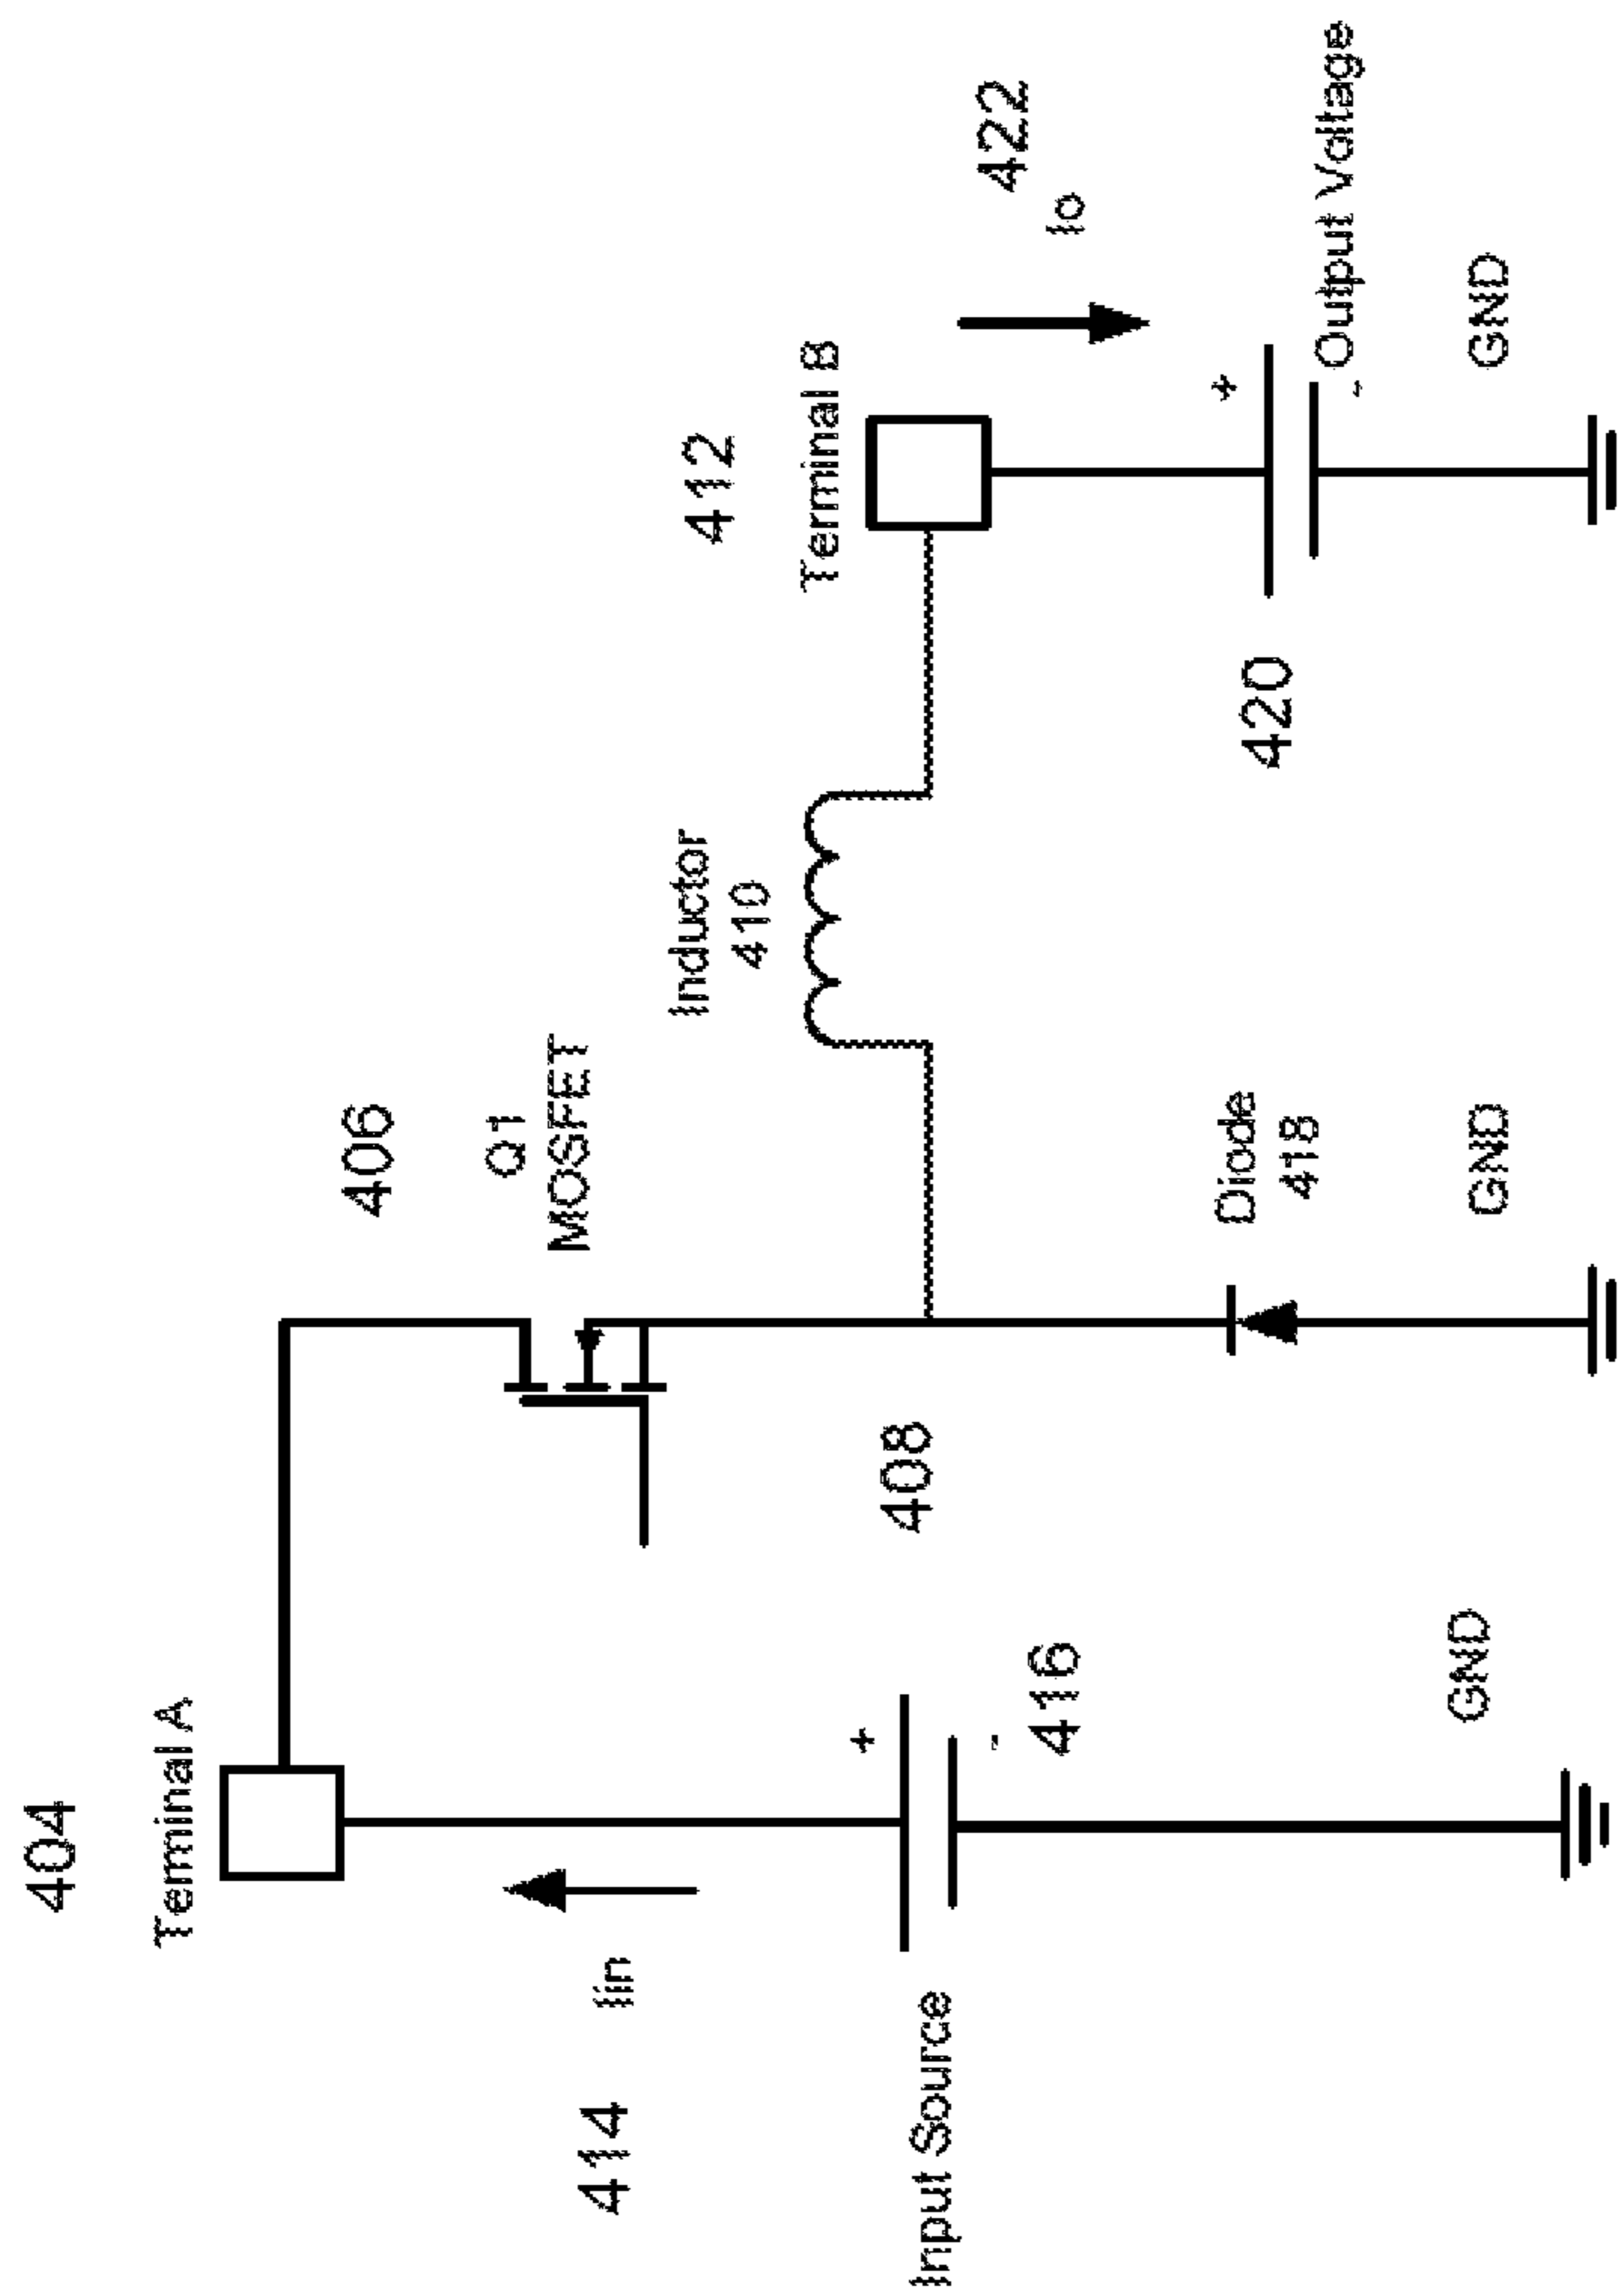 404
Terminal A
406
Q1
MOSFET
414
Iin
Inductor
410
412
Terminal B
422
Io
Input Source
+
-
416
408
Diode
418
420
+
-
Output Voltage
GND
GND
GND